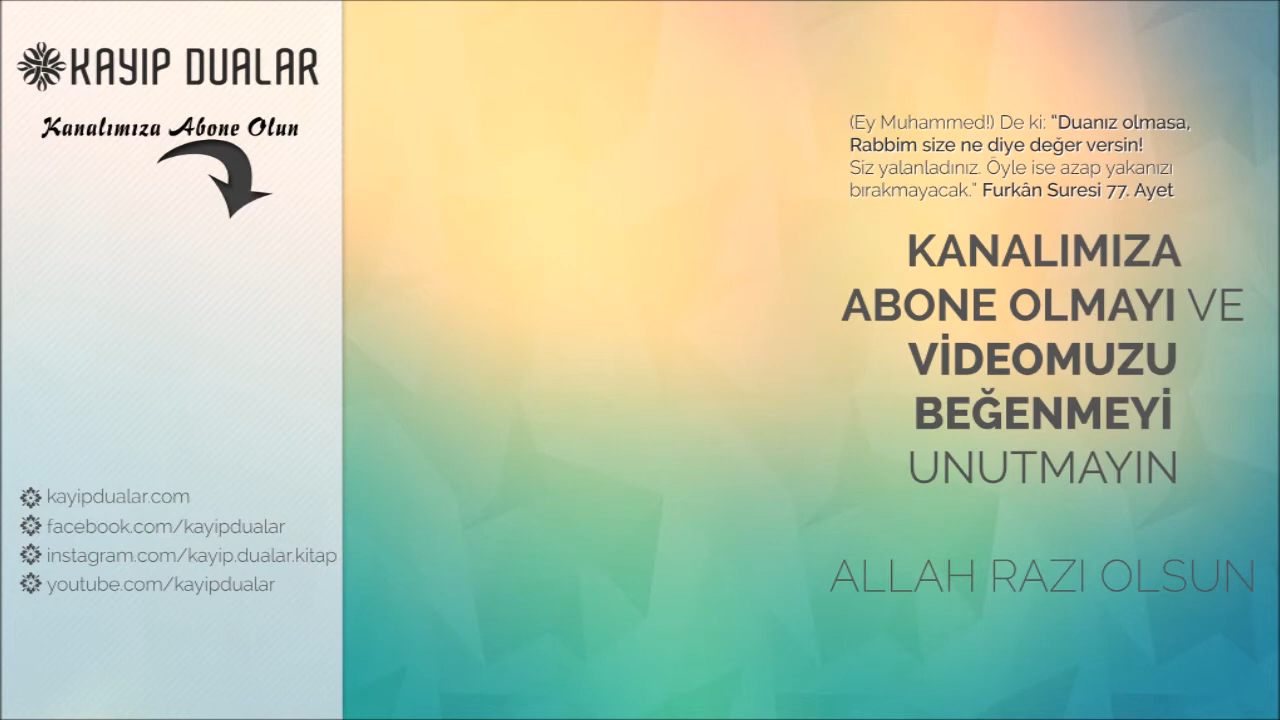 KAYIP DUALAR
Kanalımıza Abone Olun
kayipdualar.com
facebook.com/kayipdualar
instagram.com/kayip.dualar.kitap
youtube.com/kayipdualar
(Ey Muhammed!) De ki: "Duanız olmasa,
Rabbim size ne diye değer versin!
Siz yalanladınız. Öyle ise azap yakanızı
bırakmayacak." Furkân Suresi 77. Ayet
KANALIMIZA
ABONE OLMAYI VE
VİDEOMUZU
BEĞENMEYİ
UNUTMAYIN
ALLAH RAZI OLSUN